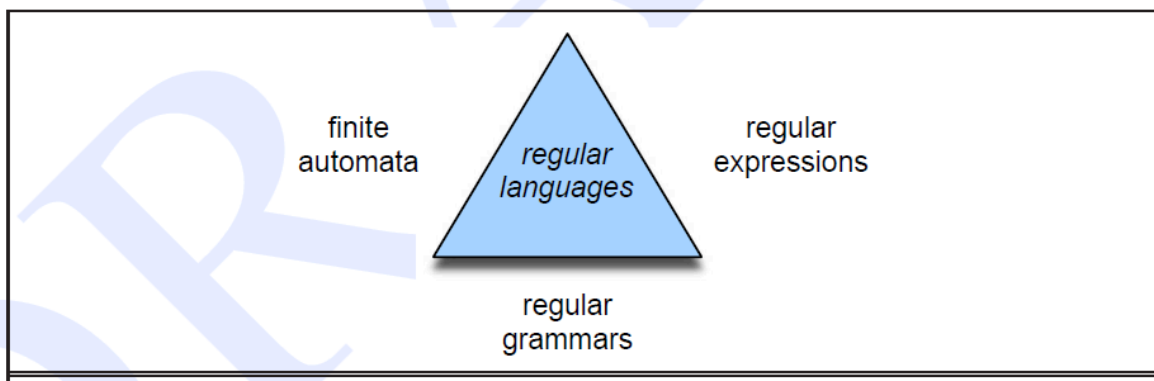 finite
automata
regular
languages
regular
expressions
regular
grammars